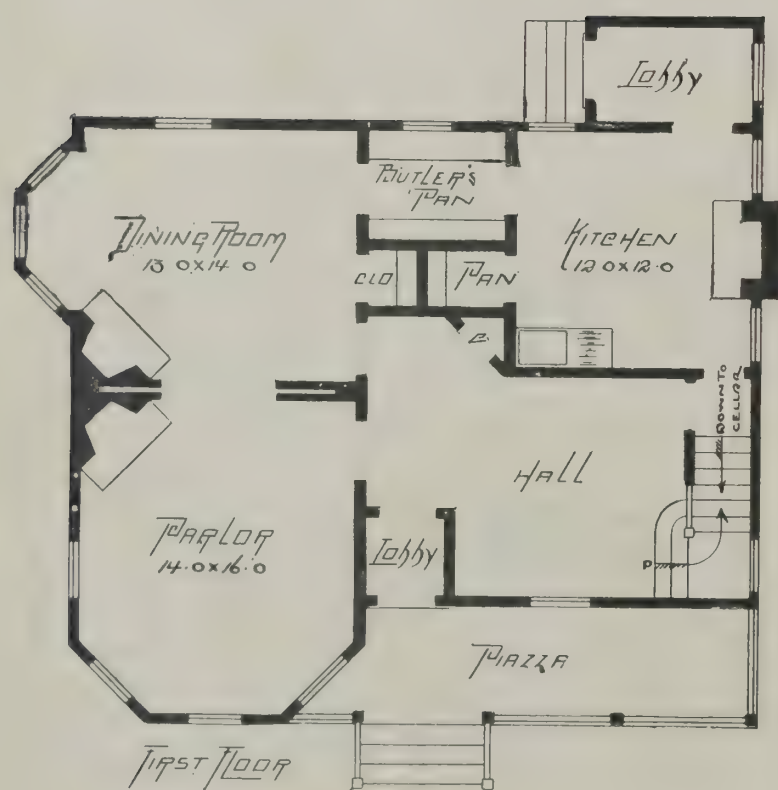 Lobby
Butler's
Pan
Dining Room
13 0 x 14 0
Kitchen
12 0 x 12·0
Clo
Pan
C.
Down to
Cellar
Hall
Parlor
14·0 x 16·0
Lobby
Piazza
First Floor